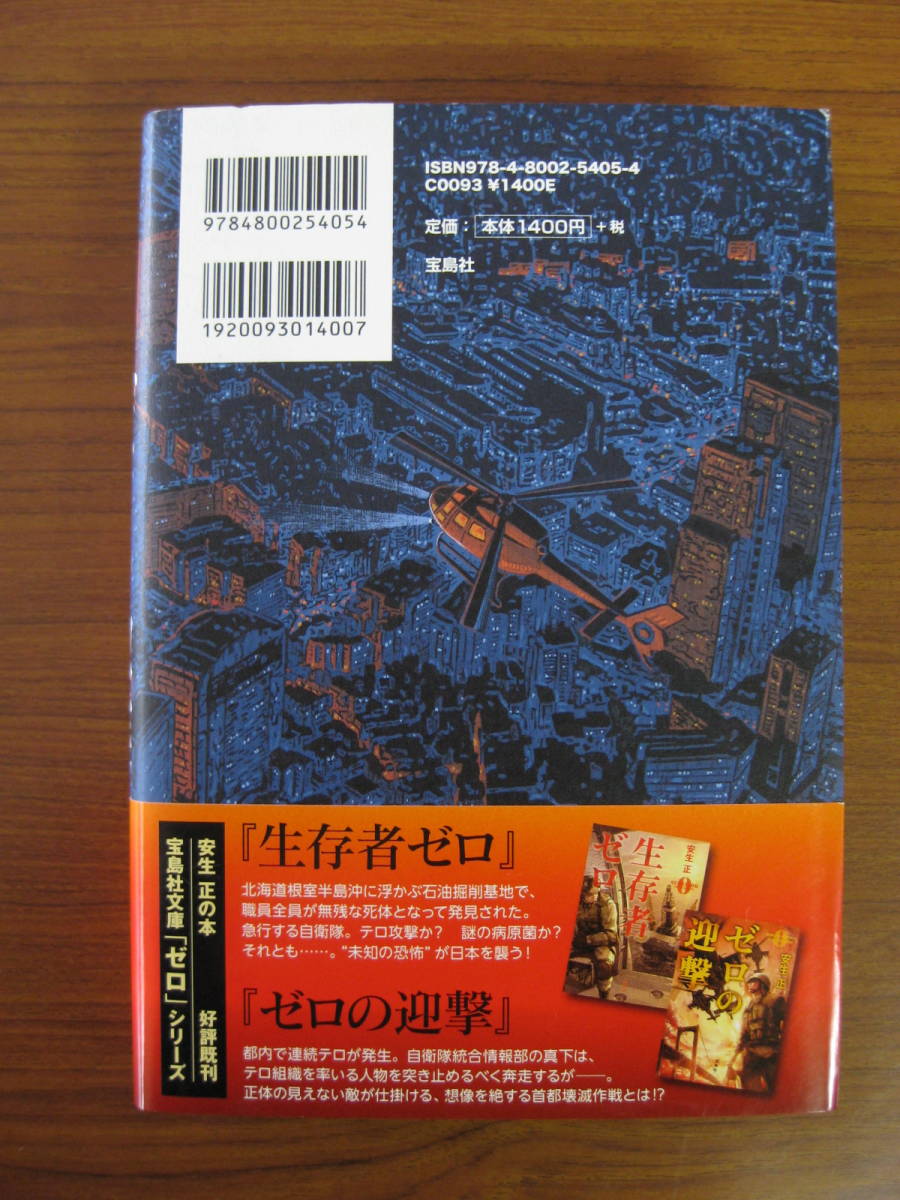 9784800254054
1920093014007
ISBN978-4-8002-5405-4
C0093 ¥1400E
定価： 本体1400円 +税
宝島社
安生 正の本 好評既刊
宝島社文庫「ゼロ」シリーズ
『生存者ゼロ』
北海道根室半島沖に浮かぶ石油掘削基地で、
職員全員が無残な死体となって発見された。
急行する自衛隊。テロ攻撃か？ 謎の病原菌か？
それとも……。“未知の恐怖”が日本を襲う！
『ゼロの迎撃』
都内で連続テロが発生。自衛隊統合情報部の真下は、
テロ組織を率いる人物を突き止めるべく奔走するが――。
正体の見えない敵が仕掛ける、想像を絶する首都壊滅作戦とは!?
安生 正
生存者
ゼロ
安生 正
ゼロの
迎撃